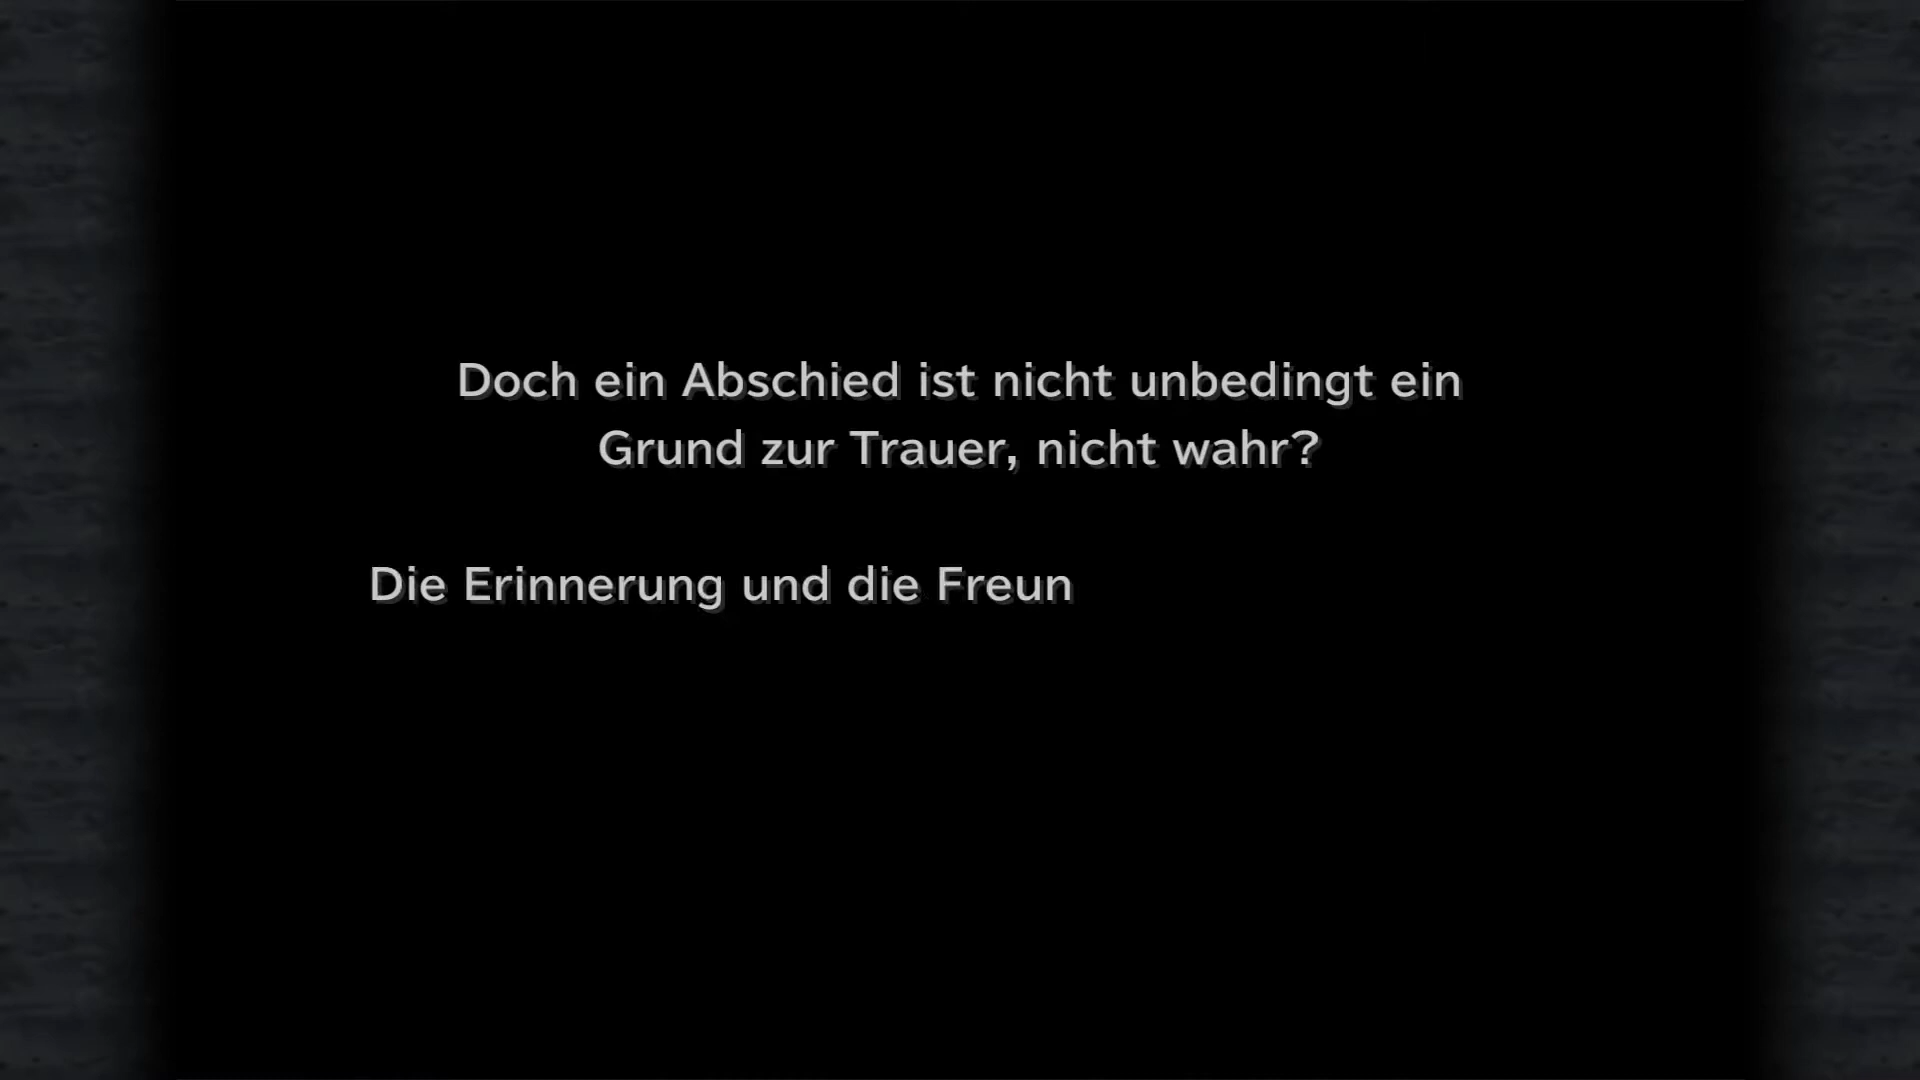 Doch ein Abschied ist nicht unbedingt ein
Grund zur Trauer, nicht wahr?
Die Erinnerung und die Freun